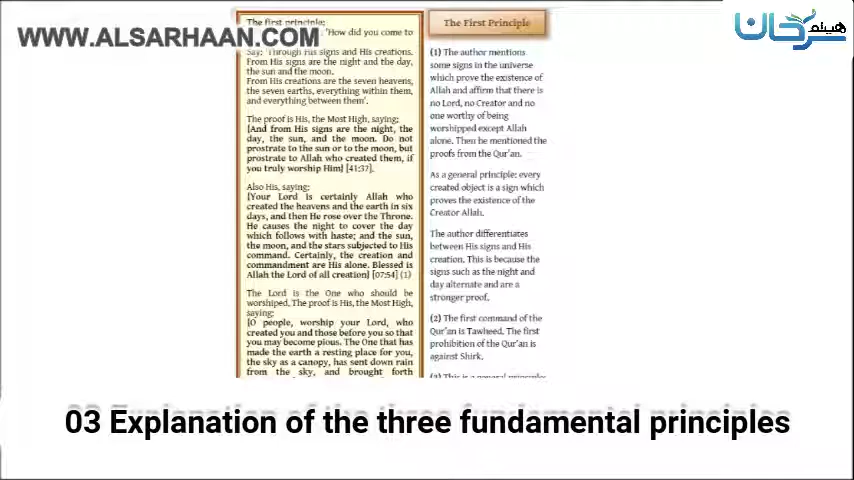 The first principle:
WWW.ALSARHAAN.COM
'How did you come to
Say: 'Through His signs and His creations.
From His signs are the night and the day,
the sun and the moon.
From His creations are the seven heavens,
the seven earths, everything within them,
and everything between them'.
The proof is His, the Most High, saying;
[And from His signs are the night, the
day, the sun, and the moon. Do not
prostrate to the sun or to the moon, but
prostrate to Allah who created them, if
you truly worship Him] [41:37].
Also His, saying;
[Your Lord is certainly Allah who
created the heavens and the earth in six
days, and then He rose over the Throne.
He causes the night to cover the day
which follows with haste; and the sun,
the moon, and the stars subjected to His
command. Certainly, the creation and
commandment are His alone. Blessed is
Allah the Lord of all creation] [07:54] (1)
The Lord is the One who should be
worshiped. The proof is His, the Most High,
saying;
[O people, worship your Lord, who
created you and those before you so that
you may become pious. The One that has
made the earth a resting place for you,
the sky as a canopy, has sent down rain
from the sky, and brought forth
The First Principle
(1) The author mentions
some signs in the universe
which prove the existence of
Allah and affirm that there is
no Lord, no Creator and no
one worthy of being
worshipped except Allah
alone. Then he mentioned the
proofs from the Qur'an.
As a general principle: every
created object is a sign which
proves the existence of the
Creator Allah.
The author differentiates
between His signs and His
creation. This is because the
signs such as the night and
day alternate and are a
stronger proof.
(2) The first command of the
Qur'an is Tawheed. The first
prohibition of the Qur'an is
against Shirk.
(3) This is a general principle:
هيثم
سرحان
03 Explanation of the three fundamental principles